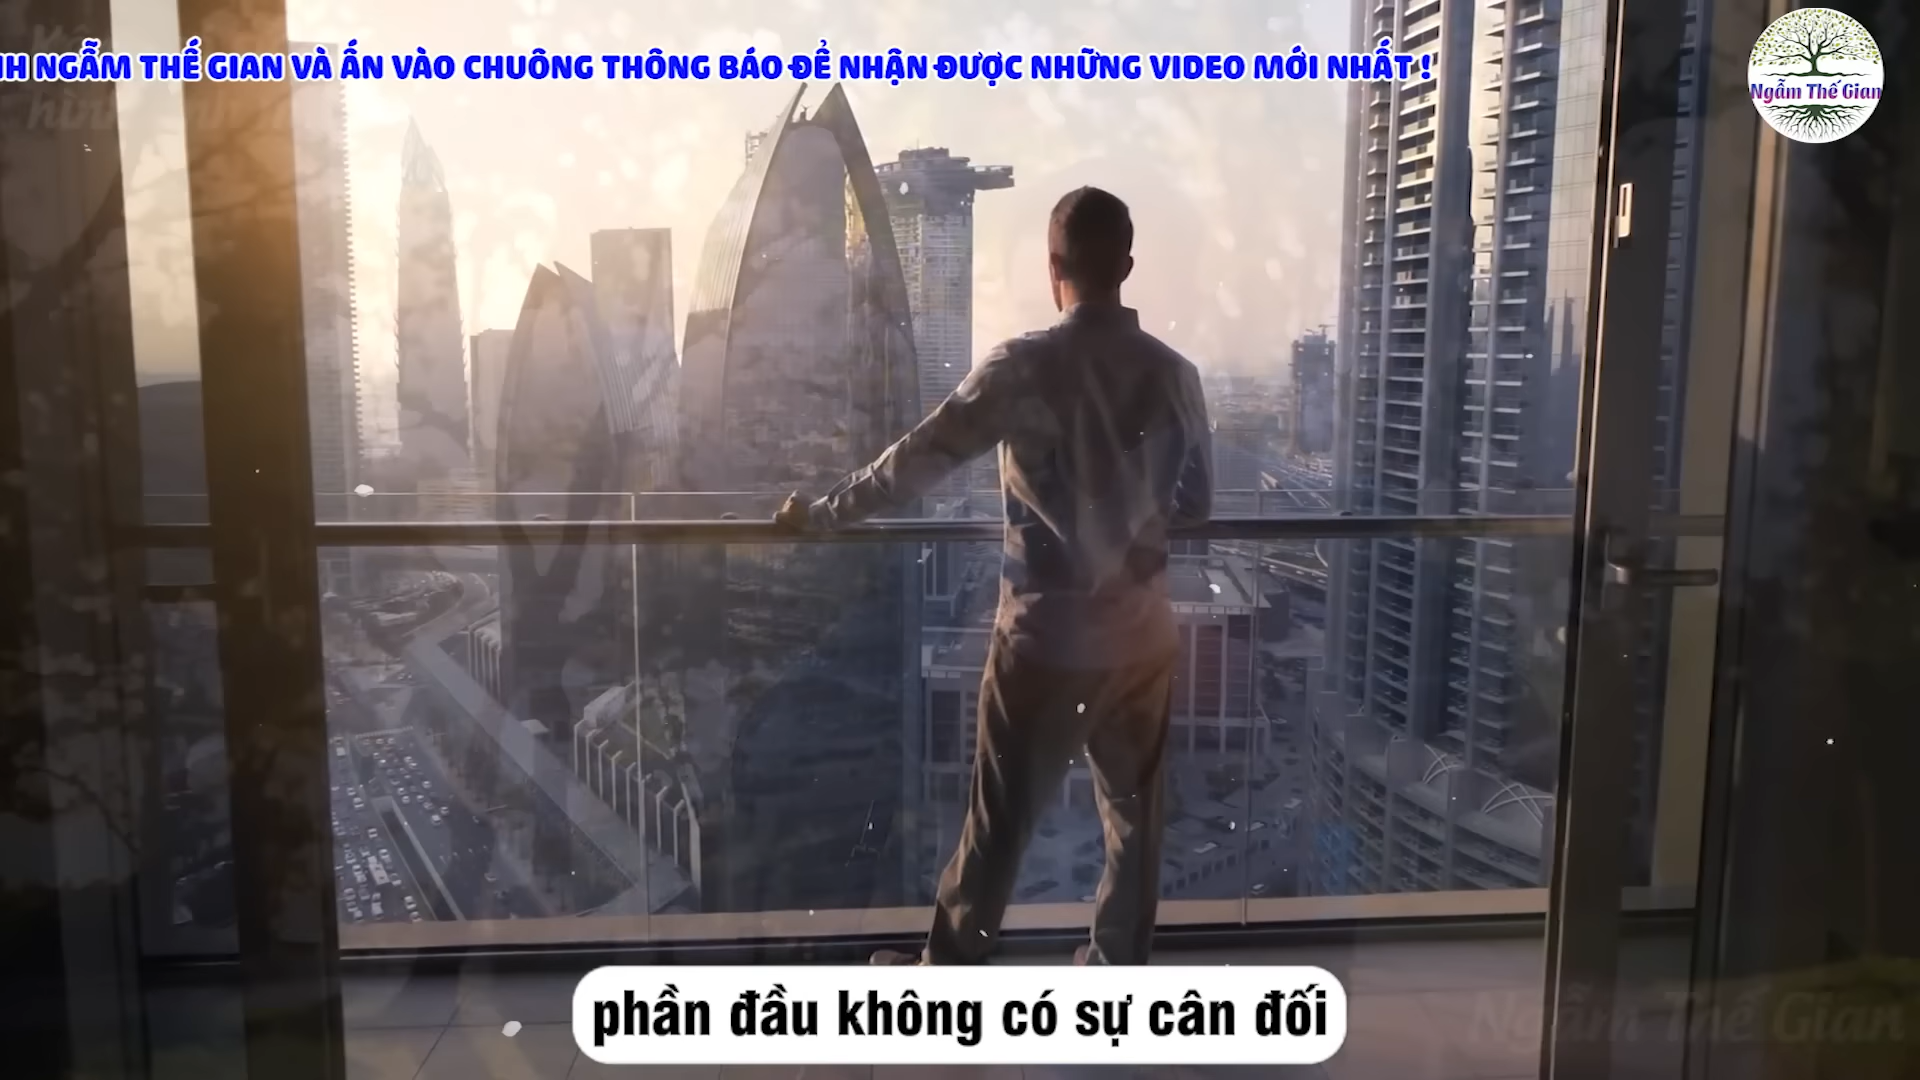 NH NGẪM THẾ GIAN VÀ ẤN VÀO CHUÔNG THÔNG BÁO ĐỂ NHẬN ĐƯỢC NHỮNG VIDEO MỚI NHẤT !
Ngẫm Thế Gian
phần đầu không có sự cân đối
Ngẫm Thế Gian